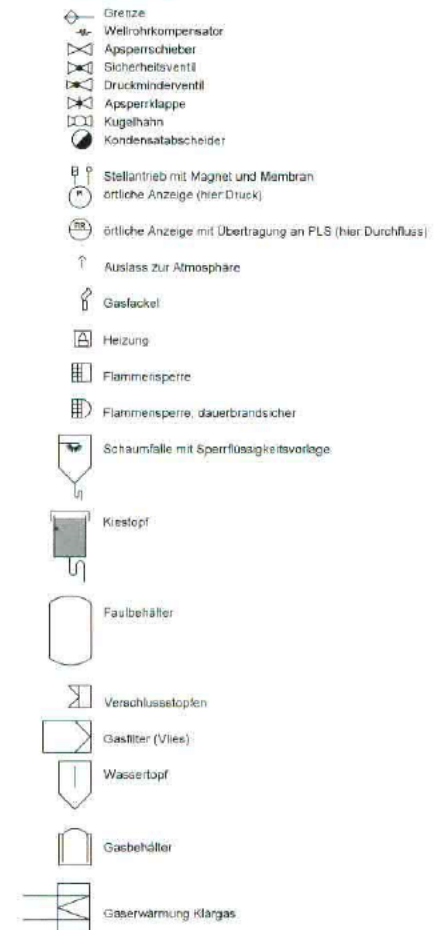 Grenze
Wellrohrkompensator
Apsperrschieber
Sicherheitsventil
Druckminderventil
Apsperrklappe
Kugelhahn
Kondensatabscheider
Stellantrieb mit Magnet und Membran
örtliche Anzeige (hier Druck)
örtliche Anzeige mit Übertragung an PLS (hier Durchfluss)
Auslass zur Atmosphäre
Gasfackel
Heizung
Flammensperre
Flammensperre, dauerbrandsicher
Schaumfalle mit Sperrflüssigkeitsvorlage
Kiestopf
Faulbehälter
Verschlussstopfen
Gasfilter (Vlies)
Wassertopf
Gasbehälter
Gaserwärmung Klärgas